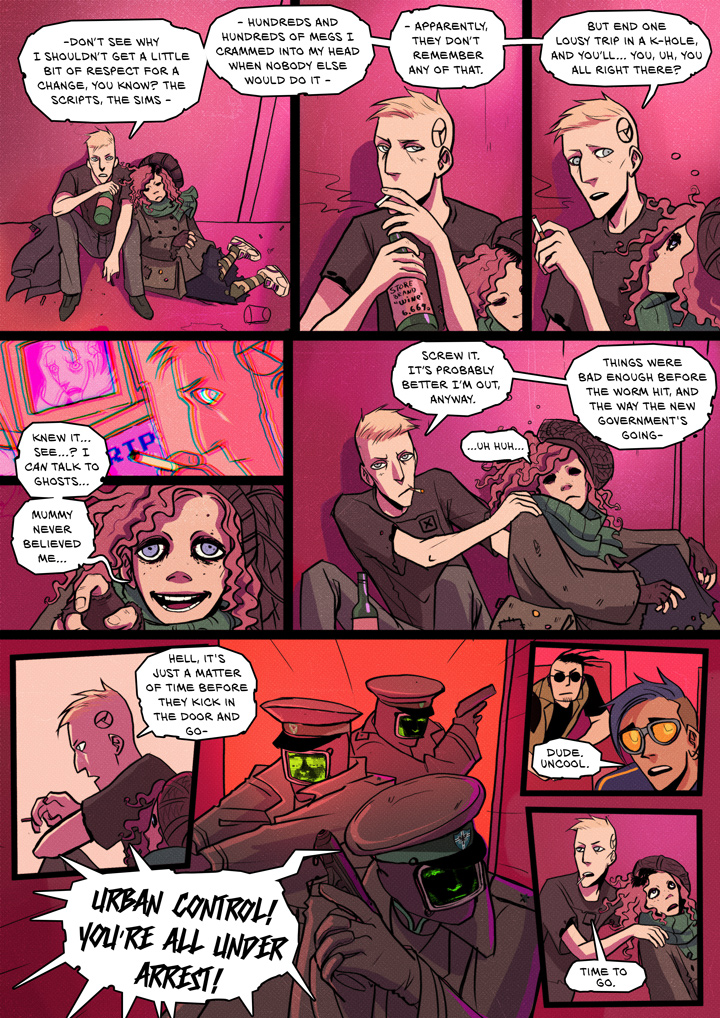 -DON'T SEE WHY
I SHOULDN'T GET A LITTLE
BIT OF RESPECT FOR A
CHANGE, YOU KNOW? THE
SCRIPTS, THE SIMS -
- HUNDREDS AND
HUNDREDS OF MEGS I
CRAMMED INTO MY HEAD
WHEN NOBODY ELSE
WOULD DO IT -
- APPARENTLY,
THEY DON'T
REMEMBER
ANY OF THAT.
BUT END ONE
LOUSY TRIP IN A K-HOLE,
AND YOU'LL... YOU, UH, YOU
ALL RIGHT THERE?
STORE
BRAND
"WINE"
6.66%
RIP
KNEW IT...
SEE...? I
CAN TALK TO
GHOSTS...
MUMMY
NEVER
BELIEVED
ME...
SCREW IT.
IT'S PROBABLY
BETTER I'M OUT,
ANYWAY.
...UH HUH...
THINGS WERE
BAD ENOUGH BEFORE
THE WORM HIT, AND
THE WAY THE NEW
GOVERNMENT'S
GOING-
X
HELL, IT'S
JUST A MATTER
OF TIME BEFORE
THEY KICK IN
THE DOOR AND
GO-
URBAN CONTROL!
YOU'RE ALL UNDER
ARREST!
DUDE.
UNCOOL.
TIME TO
GO.